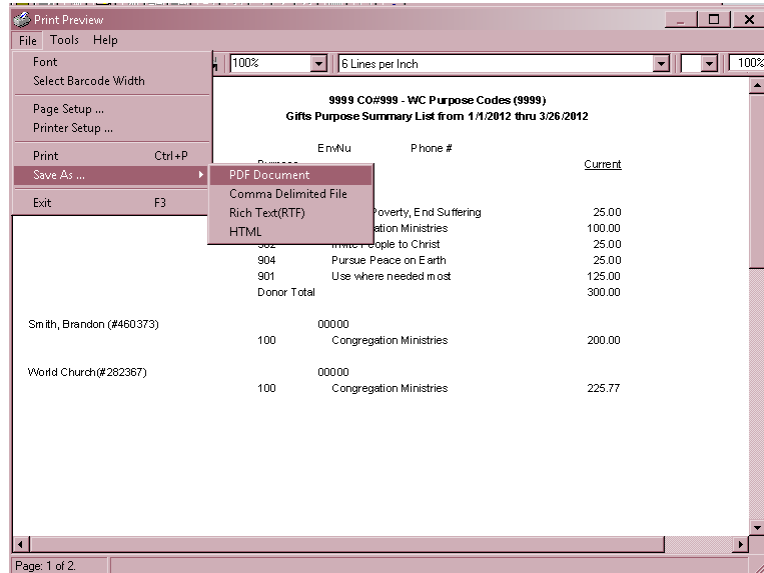 Print Preview
File Tools Help
100% 6 Lines per Inch 100%
Font
Select Barcode Width
Page Setup ...
Printer Setup ...
Print Ctrl+P
Save As ...
Exit F3
PDF Document
Comma Delimited File
Rich Text(RTF)
HTML
9999 CO#999 - WC Purpose Codes (9999)
Gifts Purpose Summary List from 1/1/2012 thru 3/26/2012
EnvNu Phone #
Purpose Current
Poverty, End Suffering 25.00
Ministries 100.00
People to Christ 25.00
904 Pursue Peace on Earth 25.00
901 Use where needed most 125.00
Donor Total 300.00
Smith, Brandon (#460373) 00000
100 Congregation Ministries 200.00
World Church(#282367) 00000
100 Congregation Ministries 225.77
Page: 1 of 2.